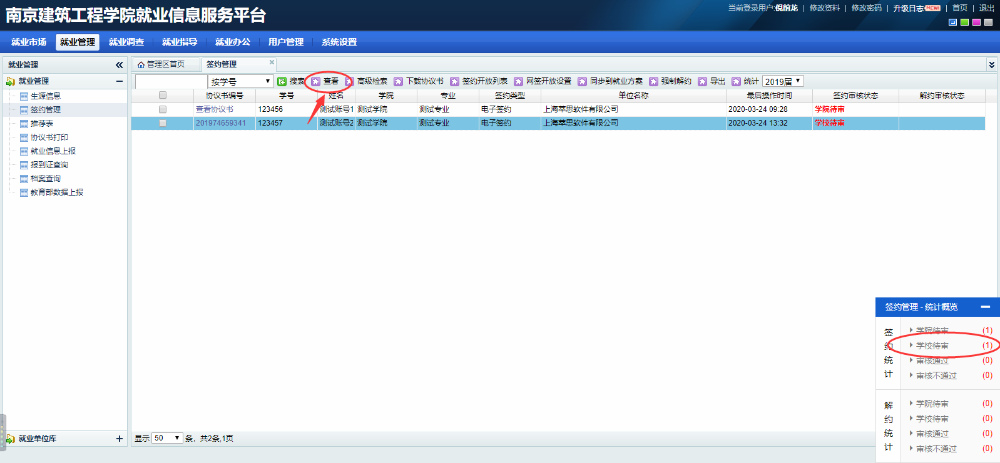 南京建筑工程学院就业信息服务平台
当前登录用户:倪前龙 | 修改资料 | 修改密码 | 升级日志 NEW! | 首页 | 退出
就业市场 就业管理 就业调查 就业指导 就业办公 用户管理 系统设置
就业管理
管理区首页 签约管理
就业管理
生源信息
签约管理
推荐表
协议书打印
就业信息上报
报到证查询
档案查询
教育部数据上报
就业单位库
按学号 搜索 查看 高级检索 下载协议书 签约开放列表 网签开放设置 同步到就业方案 强制解约 导出 统计 2019届
协议书编号 学号 姓名 学院 专业 签约类型 单位名称 最后操作时间 签约审核状态 解约审核状态
查看协议书 123456 测试账号1 测试学院 测试专业 电子签约 上海萃思软件有限公司 2020-03-24 09:28 学院待审
201974659341 123457 测试账号2 测试学院 测试专业 电子签约 上海萃思软件有限公司 2020-03-24 13:32 学校待审
显示 50 条，共2条,1页
签约管理 - 统计概览
签约统计
学院待审 (1)
学校待审 (1)
审核通过 (0)
审核不通过 (0)
解约统计
学院待审 (0)
学校待审 (0)
审核通过 (0)
审核不通过 (0)